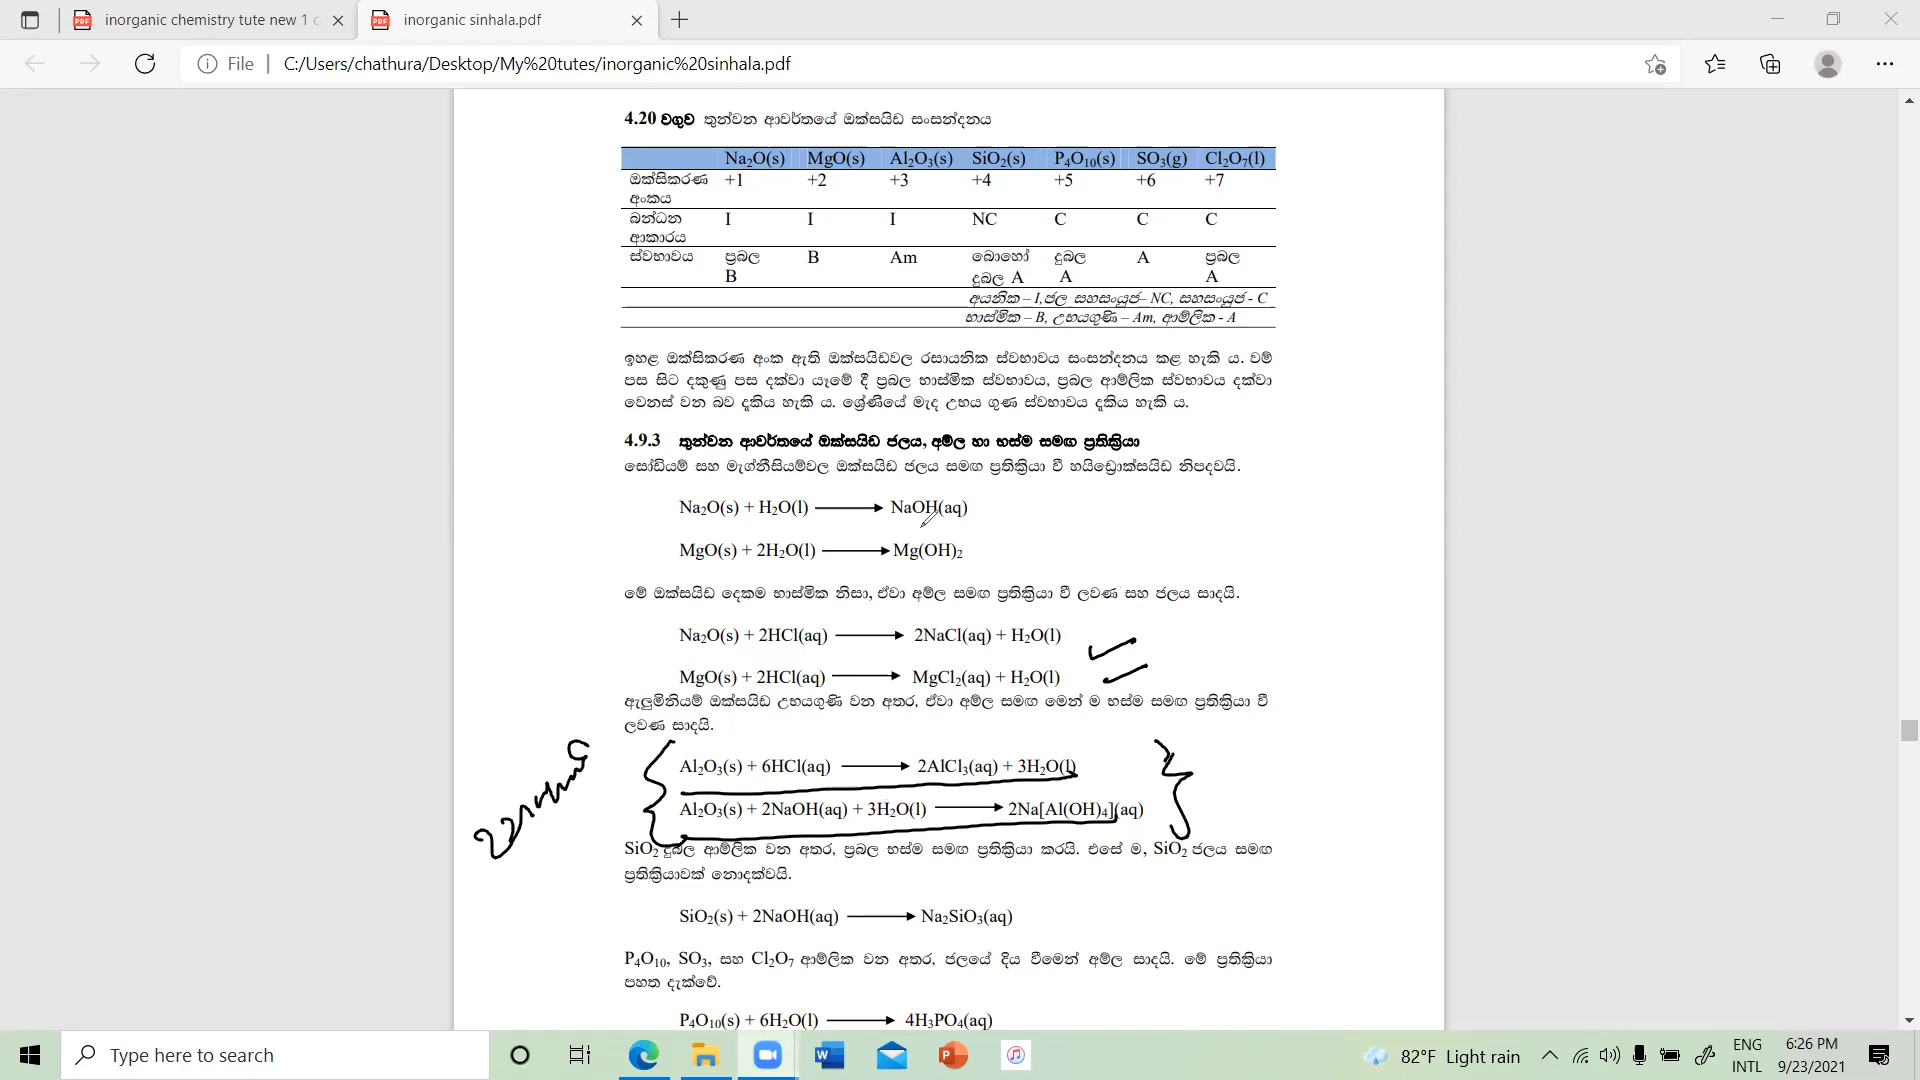 inorganic chemistry tute new 1 c
inorganic sinhala.pdf
File
C:/Users/chathura/Desktop/My%20tutes/inorganic%20sinhala.pdf
4.20 වගුව තුන්වන ආවර්තයේ ඔක්සයිඩ සංසන්දනය
Na₂O(s) MgO(s) Al₂O₃(s) SiO₂(s) P₄O₁₀(s) SO₃(g) Cl₂O₇(l)
ඔක්සිකරණ +1 +2 +3 +4 +5 +6 +7
අංකය
බන්ධන I I I NC C C C
ආකාරය
ස්වභාවය ප්‍රබල B Am බොහෝ දුබල A ප්‍රබල
B දුබල A A A
අයනික – I, ජල සහසංයුජ– NC, සහසංයුජ - C
භාස්මික – B, උභයගුණි – Am, ආම්ලික - A
ඉහළ ඔක්සිකරණ අංක ඇති ඔක්සයිඩවල රසායනික ස්වභාවය සංසන්දනය කළ හැකි ය. වම්
පස සිට දකුණු පස දක්වා යෑමේ දී ප්‍රබල භාස්මික ස්වභාවය, ප්‍රබල ආම්ලික ස්වභාවය දක්වා
වෙනස් වන බව දැකිය හැකි ය. ශ්‍රේණියේ මැද උභය ගුණ ස්වභාවය දැකිය හැකි ය.
4.9.3 තුන්වන ආවර්තයේ ඔක්සයිඩ ජලය, අම්ල හා භස්ම සමඟ ප්‍රතික්‍රියා
සෝඩියම් සහ මැග්නීසියම්වල ඔක්සයිඩ ජලය සමඟ ප්‍රතික්‍රියා වී හයිඩ්‍රොක්සයිඩ නිපදවයි.
Na₂O(s) + H₂O(l) ⟶ NaOH(aq)
MgO(s) + 2H₂O(l) ⟶ Mg(OH)₂
මේ ඔක්සයිඩ දෙකම භාස්මික නිසා, ඒවා අම්ල සමඟ ප්‍රතික්‍රියා වී ලවණ සහ ජලය සාදයි.
Na₂O(s) + 2HCl(aq) ⟶ 2NaCl(aq) + H₂O(l)
MgO(s) + 2HCl(aq) ⟶ MgCl₂(aq) + H₂O(l)
ඇලුමිනියම් ඔක්සයිඩ උභයගුණි වන අතර, ඒවා අම්ල සමඟ මෙන් ම භස්ම සමඟ ප්‍රතික්‍රියා වී
ලවණ සාදයි.
Al₂O₃(s) + 6HCl(aq) ⟶ 2AlCl₃(aq) + 3H₂O(l)
Al₂O₃(s) + 2NaOH(aq) + 3H₂O(l) ⟶ 2Na[Al(OH)₄](aq)
SiO₂ දුබල ආම්ලික වන අතර, ප්‍රබල භස්ම සමඟ ප්‍රතික්‍රියා කරයි. එසේ ම, SiO₂ ජලය සමඟ
ප්‍රතික්‍රියාවක් නොදක්වයි.
SiO₂(s) + 2NaOH(aq) ⟶ Na₂SiO₃(aq)
P₄O₁₀, SO₃, සහ Cl₂O₇ ආම්ලික වන අතර, ජලයේ දිය වීමෙන් අම්ල සාදයි. මේ ප්‍රතික්‍රියා
පහත දැක්වේ.
P₄O₁₀(s) + 6H₂O(l) ⟶ 4H₃PO₄(aq)
Type here to search
82°F Light rain
ENG
INTL
6:26 PM
9/23/2021